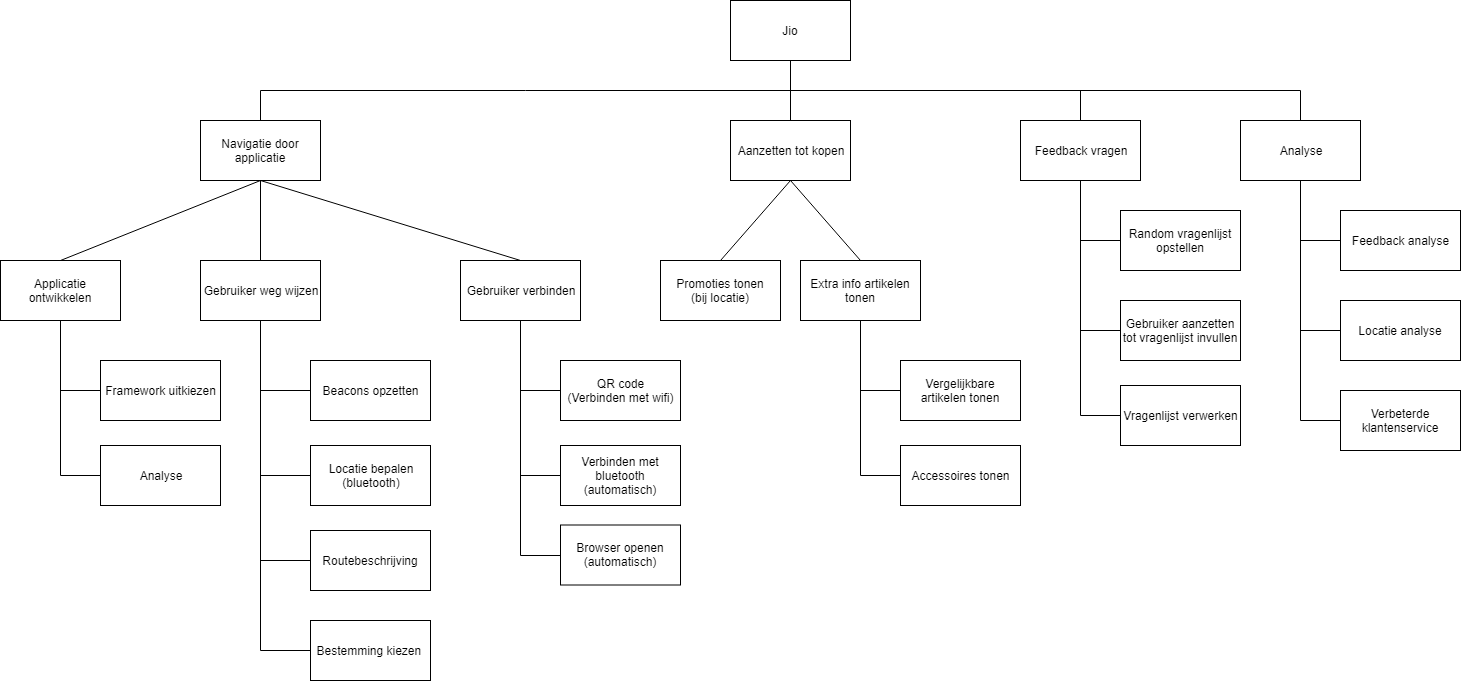 Jio
Navigatie door
applicatie
Aanzetten tot kopen
Feedback vragen
Analyse
Applicatie
ontwikkelen
Framework uitkiezen
Analyse
Gebruiker weg wijzen
Beacons opzetten
Locatie bepalen
(bluetooth)
Routebeschrijving
Bestemming kiezen
Gebruiker verbinden
QR code
(Verbinden met wifi)
Verbinden met
bluetooth
(automatisch)
Browser openen
(automatisch)
Promoties tonen
(bij locatie)
Extra info artikelen
tonen
Vergelijkbare
artikelen tonen
Accessoires tonen
Random vragenlijst
opstellen
Gebruiker aanzetten
tot vragenlijst invullen
Vragenlijst verwerken
Feedback analyse
Locatie analyse
Verbeterde
klantenservice